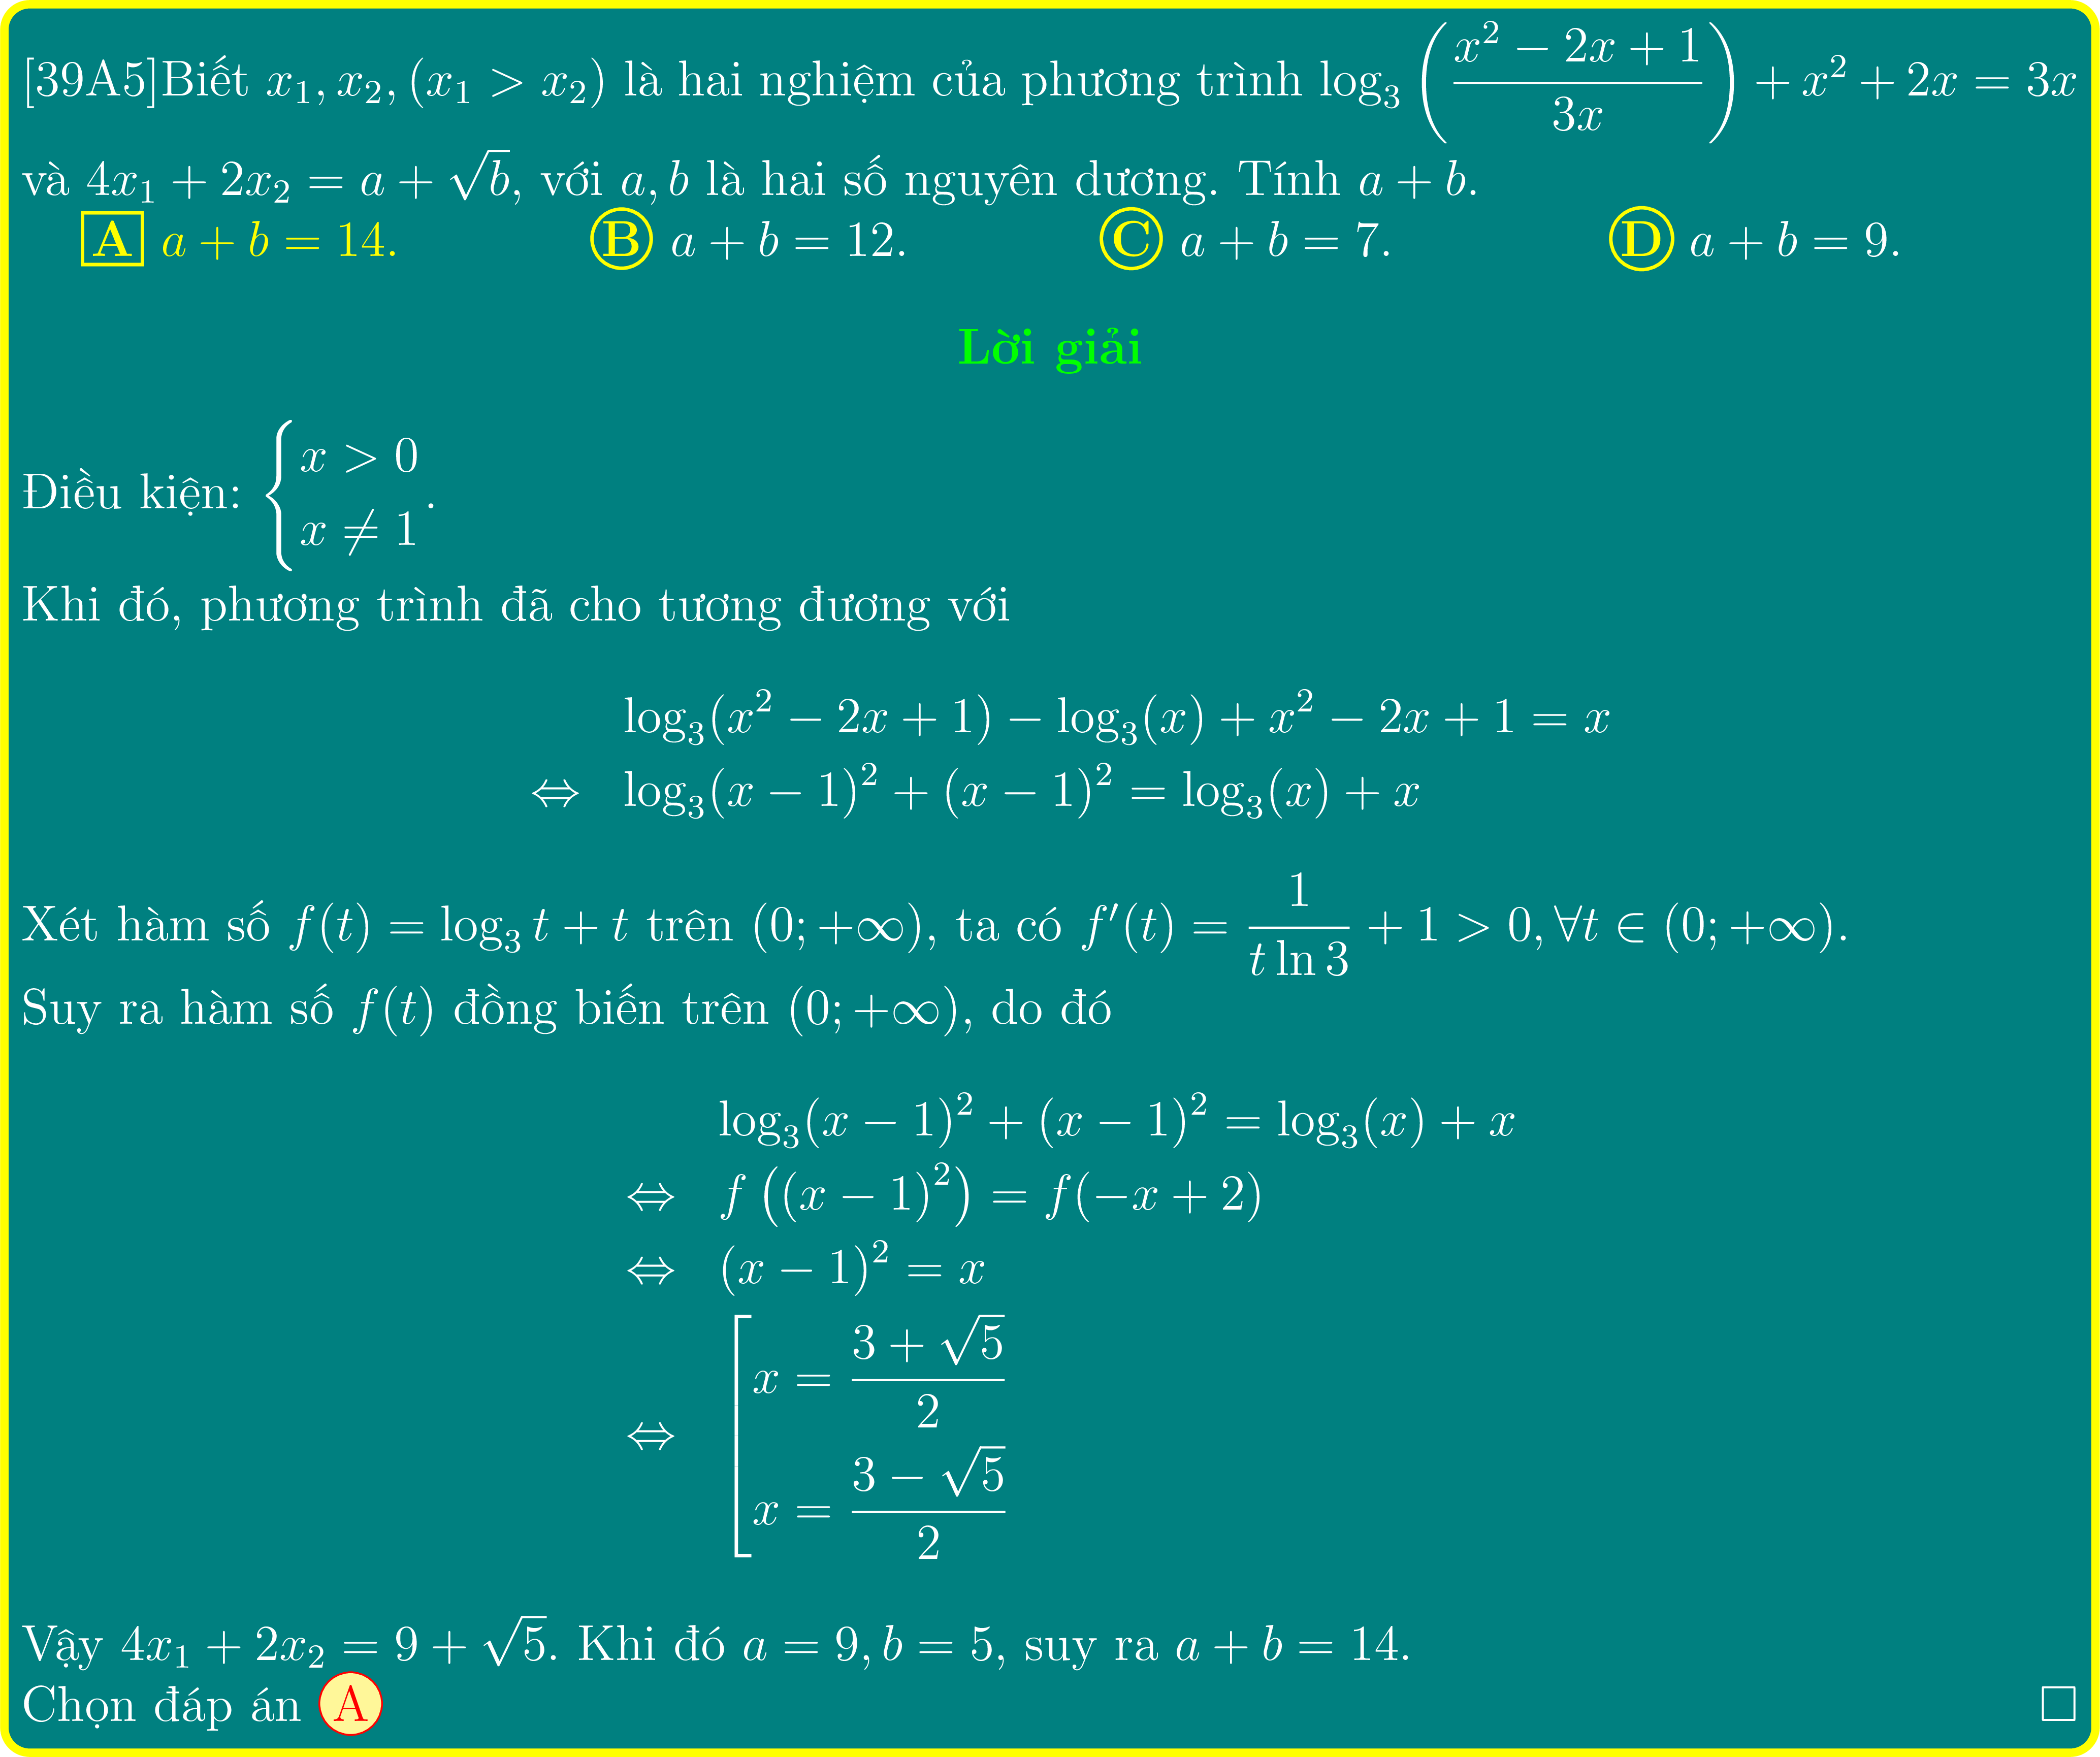 [39A5]Biết $x_1, x_2, (x_1 > x_2)$ là hai nghiệm của phương trình $\log_3 \left(\frac{x^2 - 2x + 1}{3x}\right) + x^2 + 2x = 3x$
và $4x_1 + 2x_2 = a + \sqrt{b}$, với $a, b$ là hai số nguyên dương. Tính $a + b$.
A $a + b = 14$. B $a + b = 12$. C $a + b = 7$. D $a + b = 9$.
Lời giải
Điều kiện: $\begin{cases} x > 0 \\ x \neq 1 \end{cases}$.
Khi đó, phương trình đã cho tương đương với
$\log_3(x^2 - 2x + 1) - \log_3(x) + x^2 - 2x + 1 = x$
$\Leftrightarrow \log_3(x - 1)^2 + (x - 1)^2 = \log_3(x) + x$
Xét hàm số $f(t) = \log_3 t + t$ trên $(0; +\infty)$, ta có $f'(t) = \frac{1}{t \ln 3} + 1 > 0, \forall t \in (0; +\infty)$.
Suy ra hàm số $f(t)$ đồng biến trên $(0; +\infty)$, do đó
$\log_3(x - 1)^2 + (x - 1)^2 = \log_3(x) + x$
$\Leftrightarrow f\left((x - 1)^2\right) = f(-x + 2)$
$\Leftrightarrow (x - 1)^2 = x$
$\Leftrightarrow \left[\begin{array}{l} x = \frac{3 + \sqrt{5}}{2} \\ x = \frac{3 - \sqrt{5}}{2} \end{array}\right.$
Vậy $4x_1 + 2x_2 = 9 + \sqrt{5}$. Khi đó $a = 9, b = 5$, suy ra $a + b = 14$.
Chọn đáp án A □